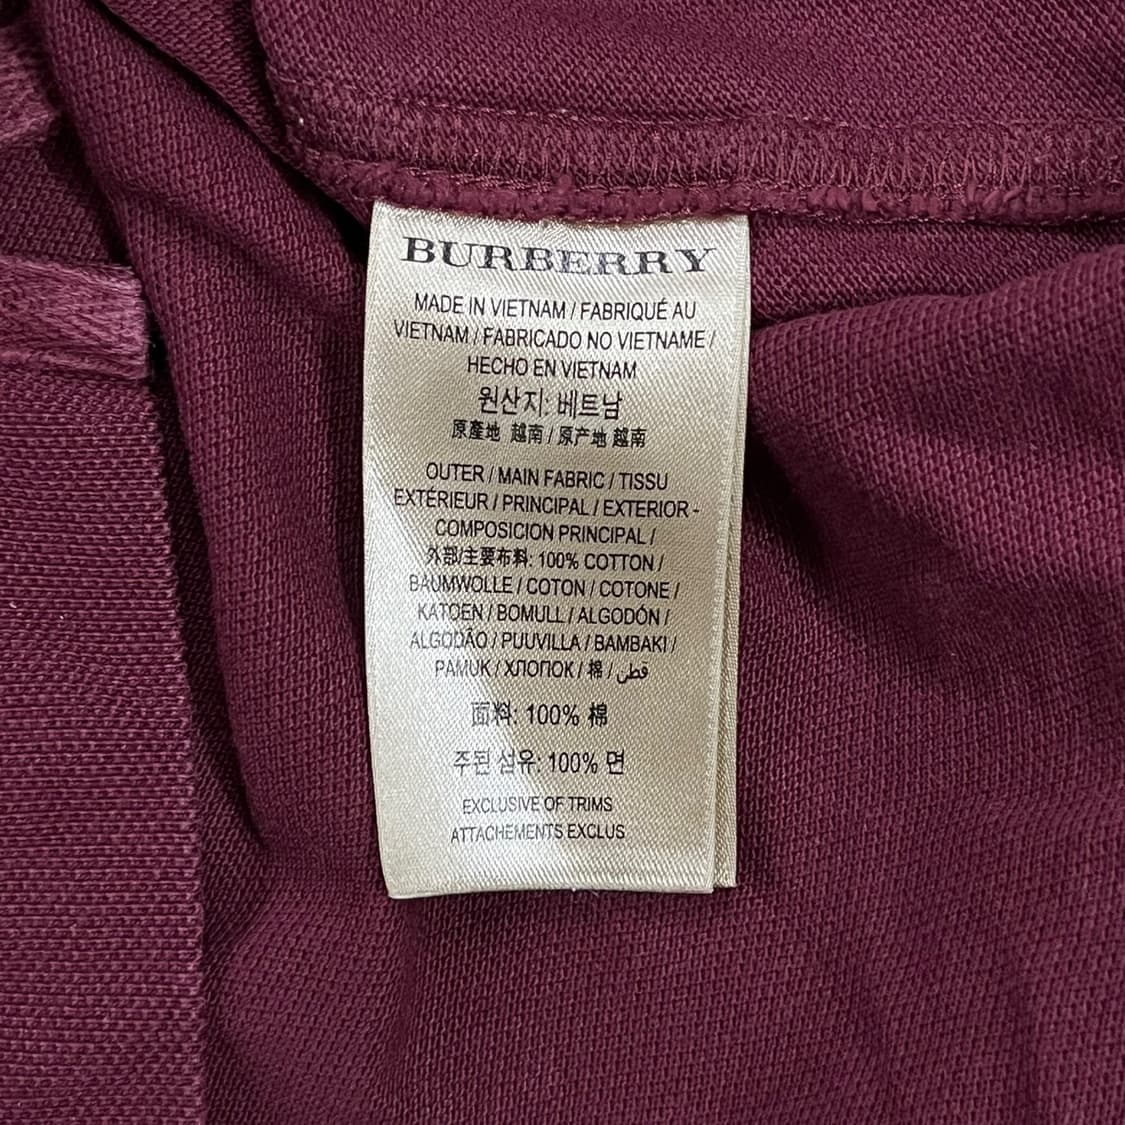 BURBERRY
MADE IN VIETNAM / FABRIQUÉ AU
VIETNAM / FABRICADO NO VIETNAME /
HECHO EN VIETNAM
원산지: 베트남
原產地 越南 / 原产地 越南
OUTER / MAIN FABRIC / TISSU
EXTÉRIEUR / PRINCIPAL / EXTERIOR -
COMPOSICION PRINCIPAL /
外部/主要布料: 100% COTTON /
BAUMWOLLE / COTON / COTONE /
KATOEN / BOMULL / ALGODÓN /
ALGODÃO / PUUVILLA / BAMBAKI /
PAMUK / ХЛОПОК / 棉 / قطن
面料: 100% 棉
주된 섬유: 100% 면
EXCLUSIVE OF TRIMS
ATTACHEMENTS EXCLUS